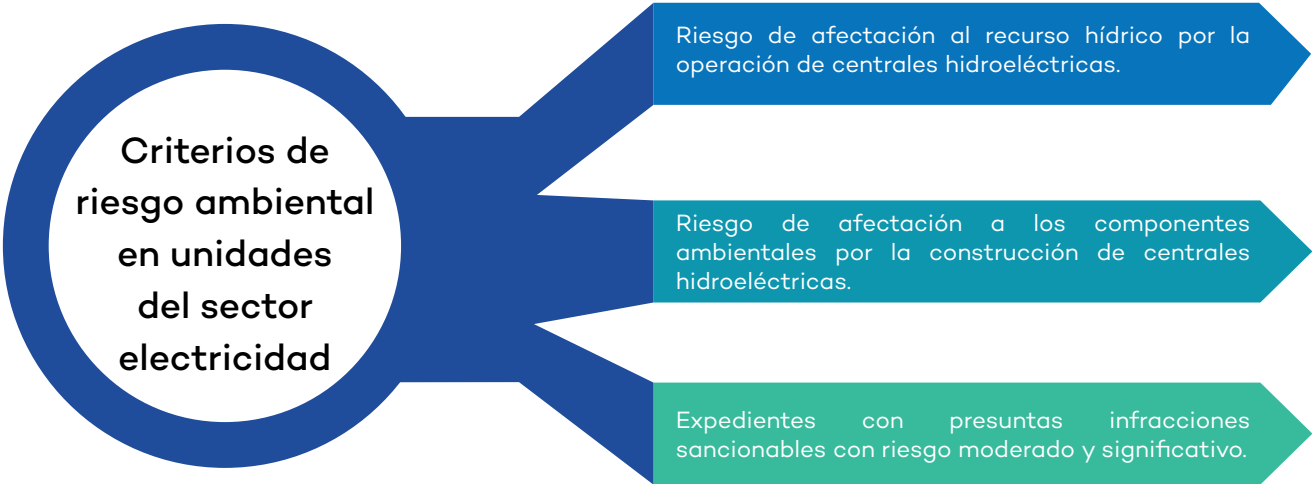 Criterios de
riesgo ambiental
en unidades
del sector
electricidad
Riesgo de afectación al recurso hídrico por la
operación de centrales hidroeléctricas.
Riesgo de afectación a los componentes
ambientales por la construcción de centrales
hidroeléctricas.
Expedientes con presuntas infracciones
sancionables con riesgo moderado y significativo.